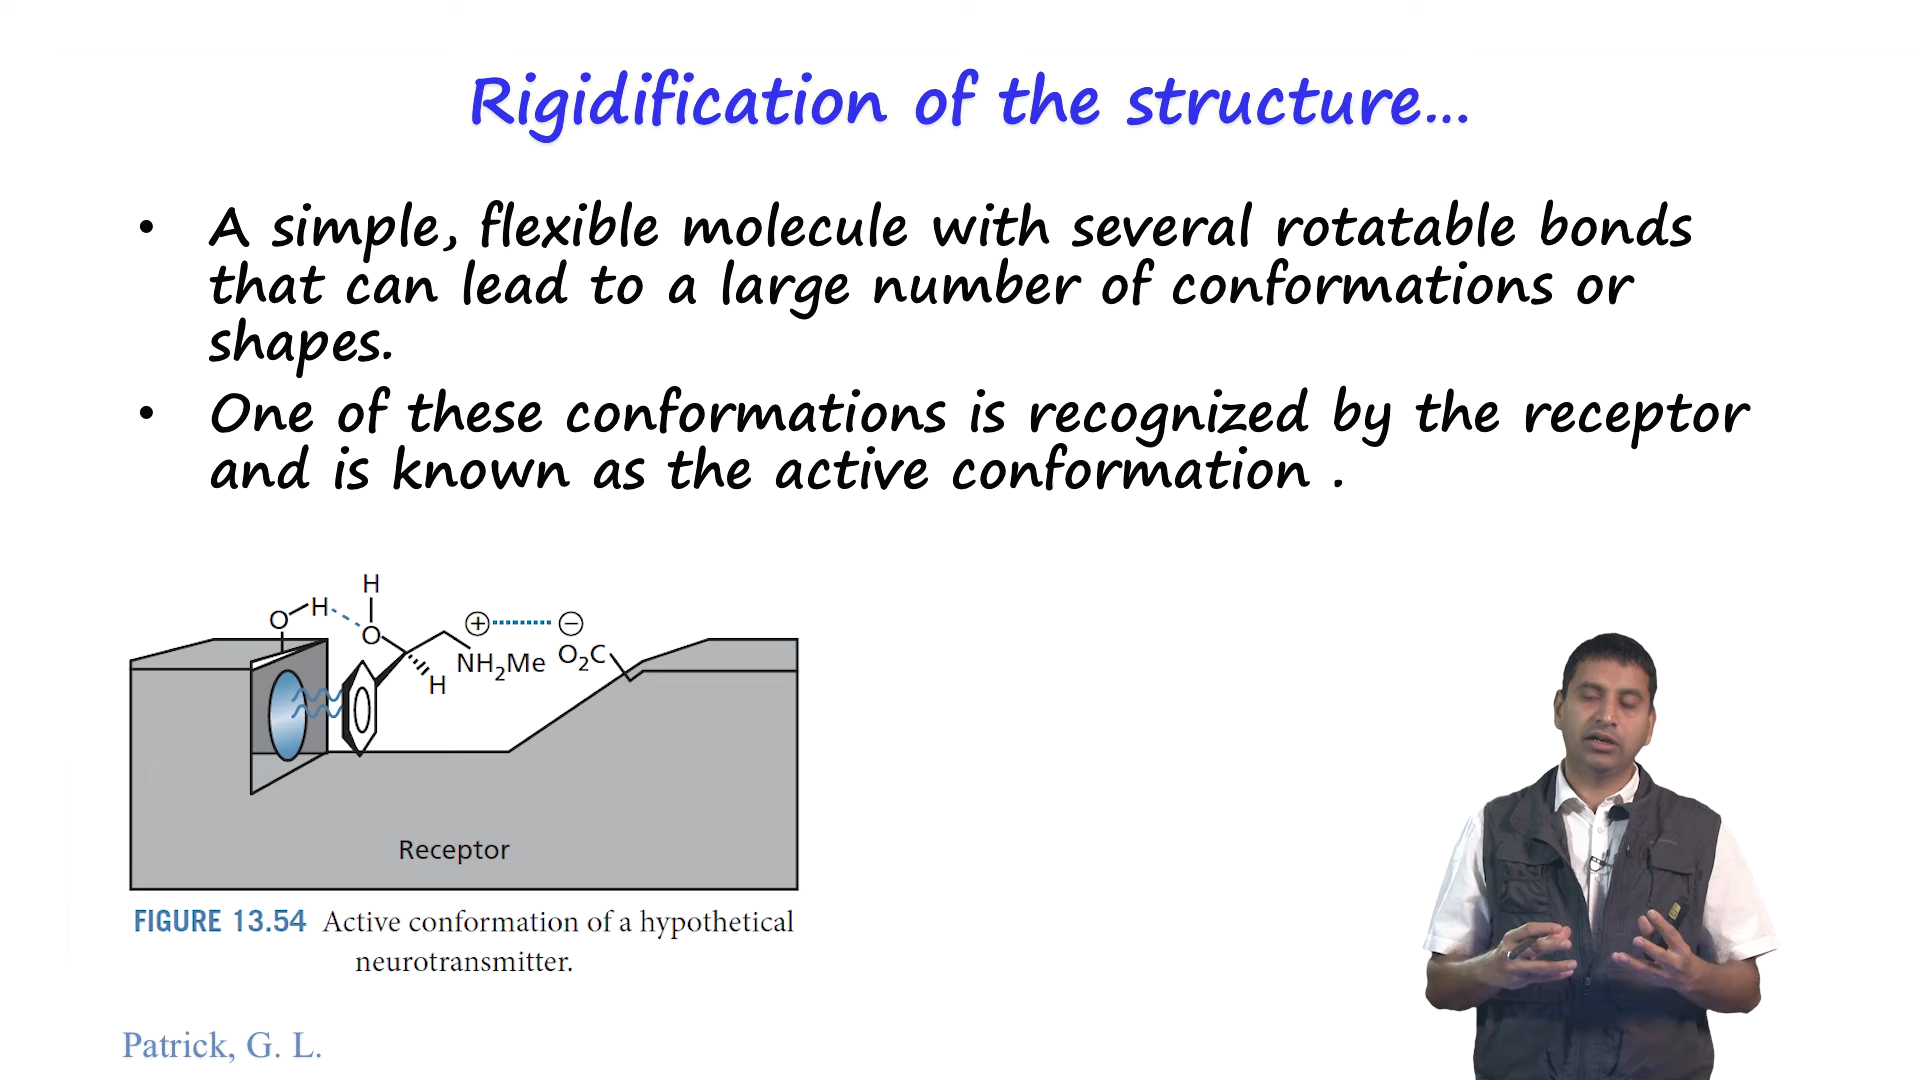 Rigidification of the structure...
• A simple, flexible molecule with several rotatable bonds
that can lead to a large number of conformations or
shapes.
• One of these conformations is recognized by the receptor
and is known as the active conformation .
H
O H
O
+ −
NH2Me O2C
H
Receptor
FIGURE 13.54 Active conformation of a hypothetical
neurotransmitter.
Patrick, G. L.